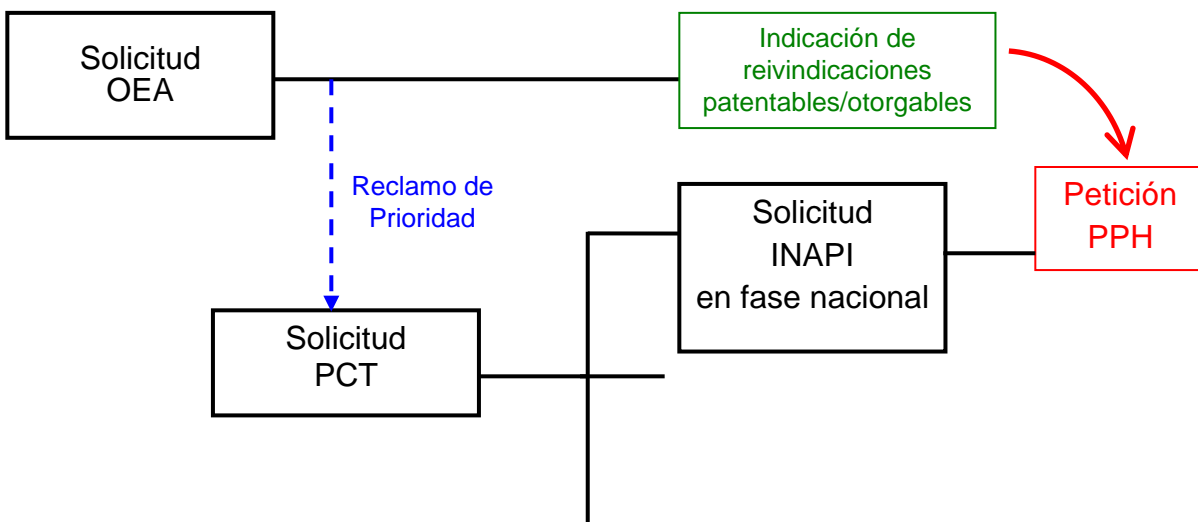 Solicitud
OEA
Indicación de
reivindicaciones
patentables/otorgables
Reclamo de
Prioridad
Solicitud
INAPI
en fase nacional
Petición
PPH
Solicitud
PCT